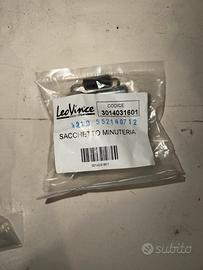 LeoVince
CODICE
3014031601
SACCHETTO MINUTERIA
subito